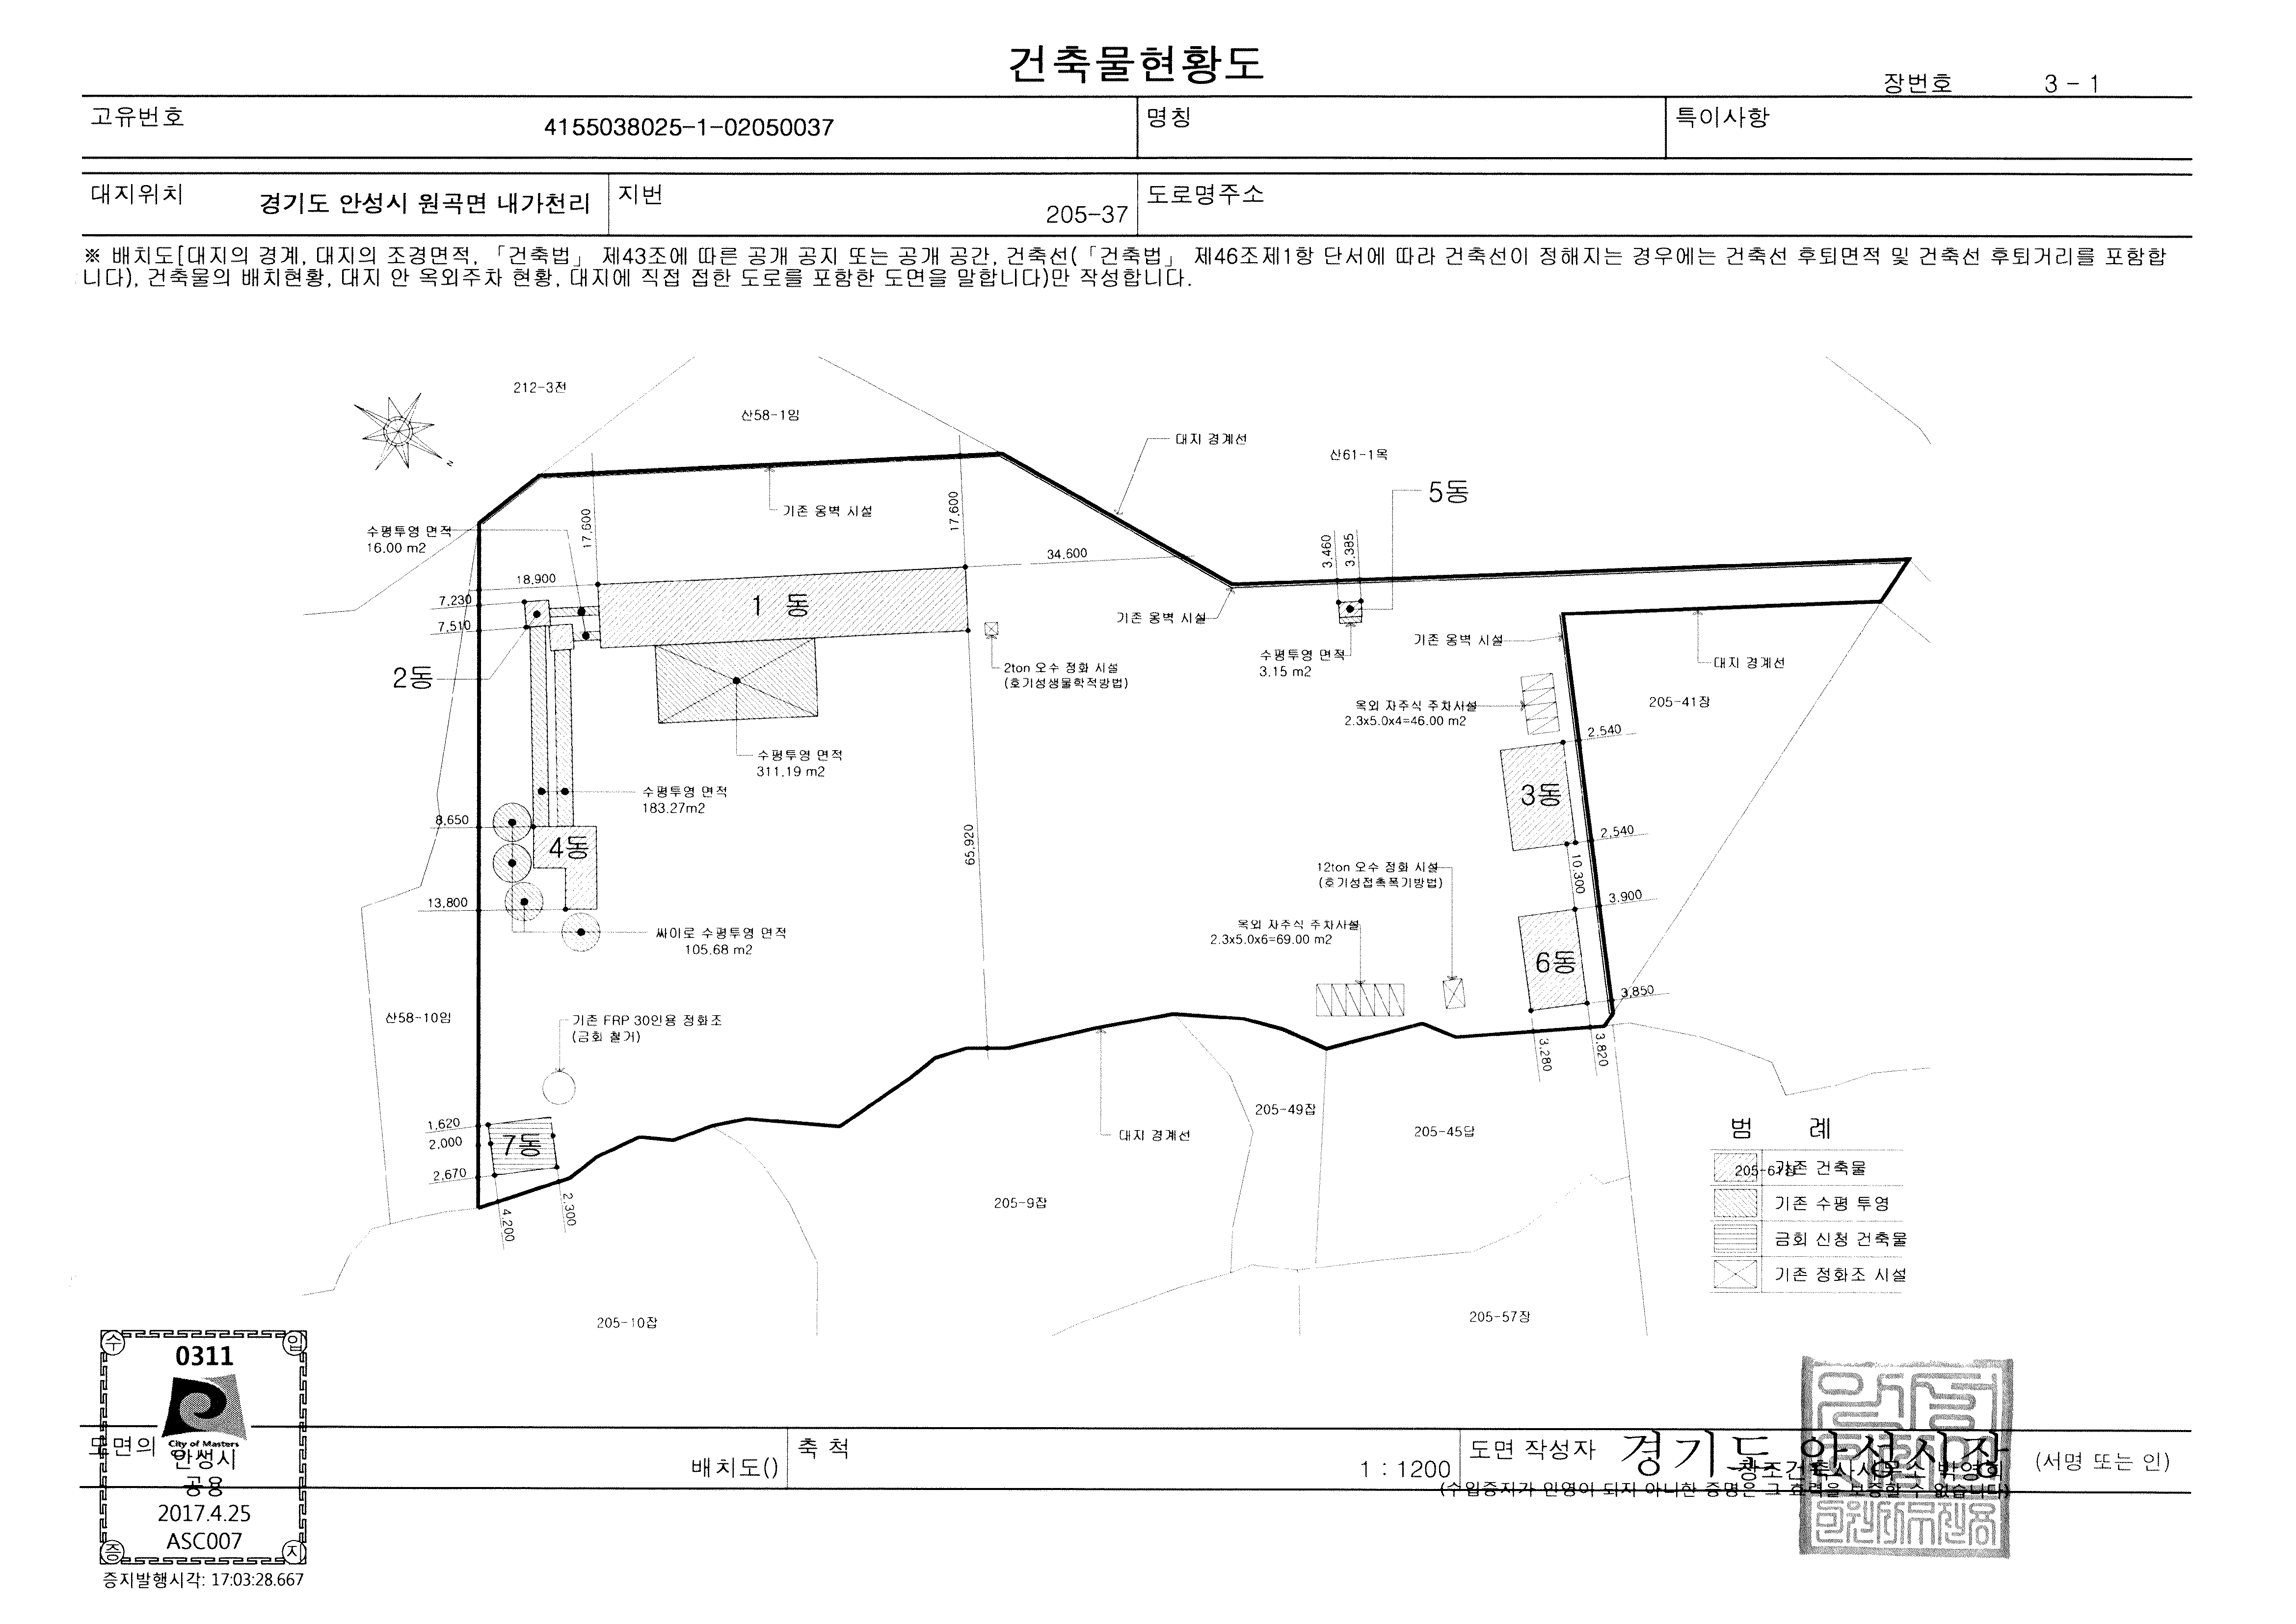 건축물현황도
장번호 3 - 1
고유번호 4155038025-1-02050037 명칭 특이사항
대지위치 경기도 안성시 원곡면 내가천리 지번 205-37 도로명주소
※ 배치도[대지의 경계, 대지의 조경면적, 「건축법」 제43조에 따른 공개 공지 또는 공개 공간, 건축선(「건축법」 제46조제1항 단서에 따라 건축선이 정해지는 경우에는 건축선 후퇴면적 및 건축선 후퇴거리를 포함합
니다), 건축물의 배치현황, 대지 안 옥외주차 현황, 대지에 직접 접한 도로를 포함한 도면을 말합니다)만 작성합니다.
212-3전
산58-1임
대지 경계선
산61-1목
5동
N
수평투영 면적
16.00 m2
17,600
기존 옹벽 시설
17,600
34,600
3,460
3,385
18,900
7,230
7,510
1 동
2동
기존 옹벽 시설
2ton 오수 정화 시설
(호기성생물학적방법)
수평투영 면적
3.15 m2
기존 옹벽 시설
대지 경계선
옥외 자주식 주차시설
2.3x5.0x4=46.00 m2
205-41장
수평투영 면적
311.19 m2
수평투영 면적
183.27m2
2,540
3동
2,540
8,650
4동
65,920
10,300
12ton 오수 정화 시설
(호기성접촉폭기방법)
13,800
3,900
싸이로 수평투영 면적
105.68 m2
옥외 자주식 주차시설
2.3x5.0x6=69.00 m2
6동
3,850
산58-10임
기존 FRP 30인용 정화조
(금회 철거)
3,280
3,820
1,620
2,000
2,670
7동
4,200
2,300
대지 경계선
205-49잡
205-45답
205-9잡
205-10잡
205-57장
범 례
205-61장
기존 건축물
기존 수평 투영
금회 신청 건축물
기존 정화조 시설
수 입
0311
City of Masters
안성시
공용
2017.4.25
ASC007
증 지
증지발행시각: 17:03:28.667
도면의
배치도()
축 척
1 : 1200
도면 작성자
경기도 안성시장
창조건축사사무소
(서명 또는 인)
(수입증지가 인영이 되지 아니한 증명은 그 효력을 보증할 수 없습니다)